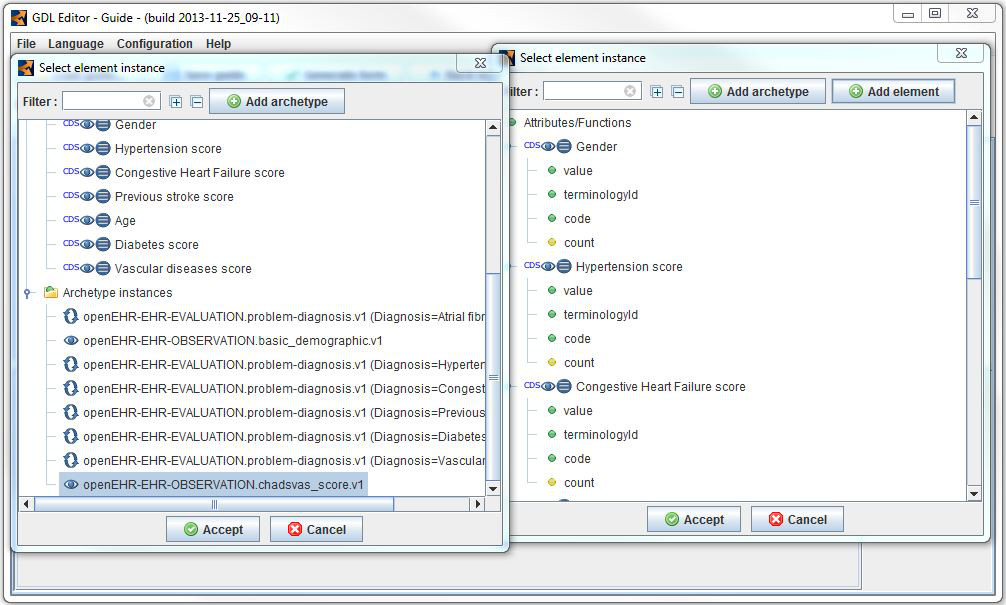 GDL Editor - Guide - (build 2013-11-25_09-11)
File Language Configuration Help
Select element instance
Filter :
Add archetype
CDS Gender
CDS Hypertension score
CDS Congestive Heart Failure score
CDS Previous stroke score
CDS Age
CDS Diabetes score
CDS Vascular diseases score
Archetype instances
openEHR-EHR-EVALUATION.problem-diagnosis.v1 (Diagnosis=Atrial fibr
openEHR-EHR-OBSERVATION.basic_demographic.v1
openEHR-EHR-EVALUATION.problem-diagnosis.v1 (Diagnosis=Hyperten
openEHR-EHR-EVALUATION.problem-diagnosis.v1 (Diagnosis=Congest
openEHR-EHR-EVALUATION.problem-diagnosis.v1 (Diagnosis=Previous
openEHR-EHR-EVALUATION.problem-diagnosis.v1 (Diagnosis=Diabetes
openEHR-EHR-EVALUATION.problem-diagnosis.v1 (Diagnosis=Vascular
openEHR-EHR-OBSERVATION.chadsvas_score.v1
Accept Cancel
Select element instance
ilter :
Add archetype Add element
Attributes/Functions
CDS Gender
value
terminologyId
code
count
CDS Hypertension score
value
terminologyId
code
count
CDS Congestive Heart Failure score
value
terminologyId
code
count
Accept Cancel